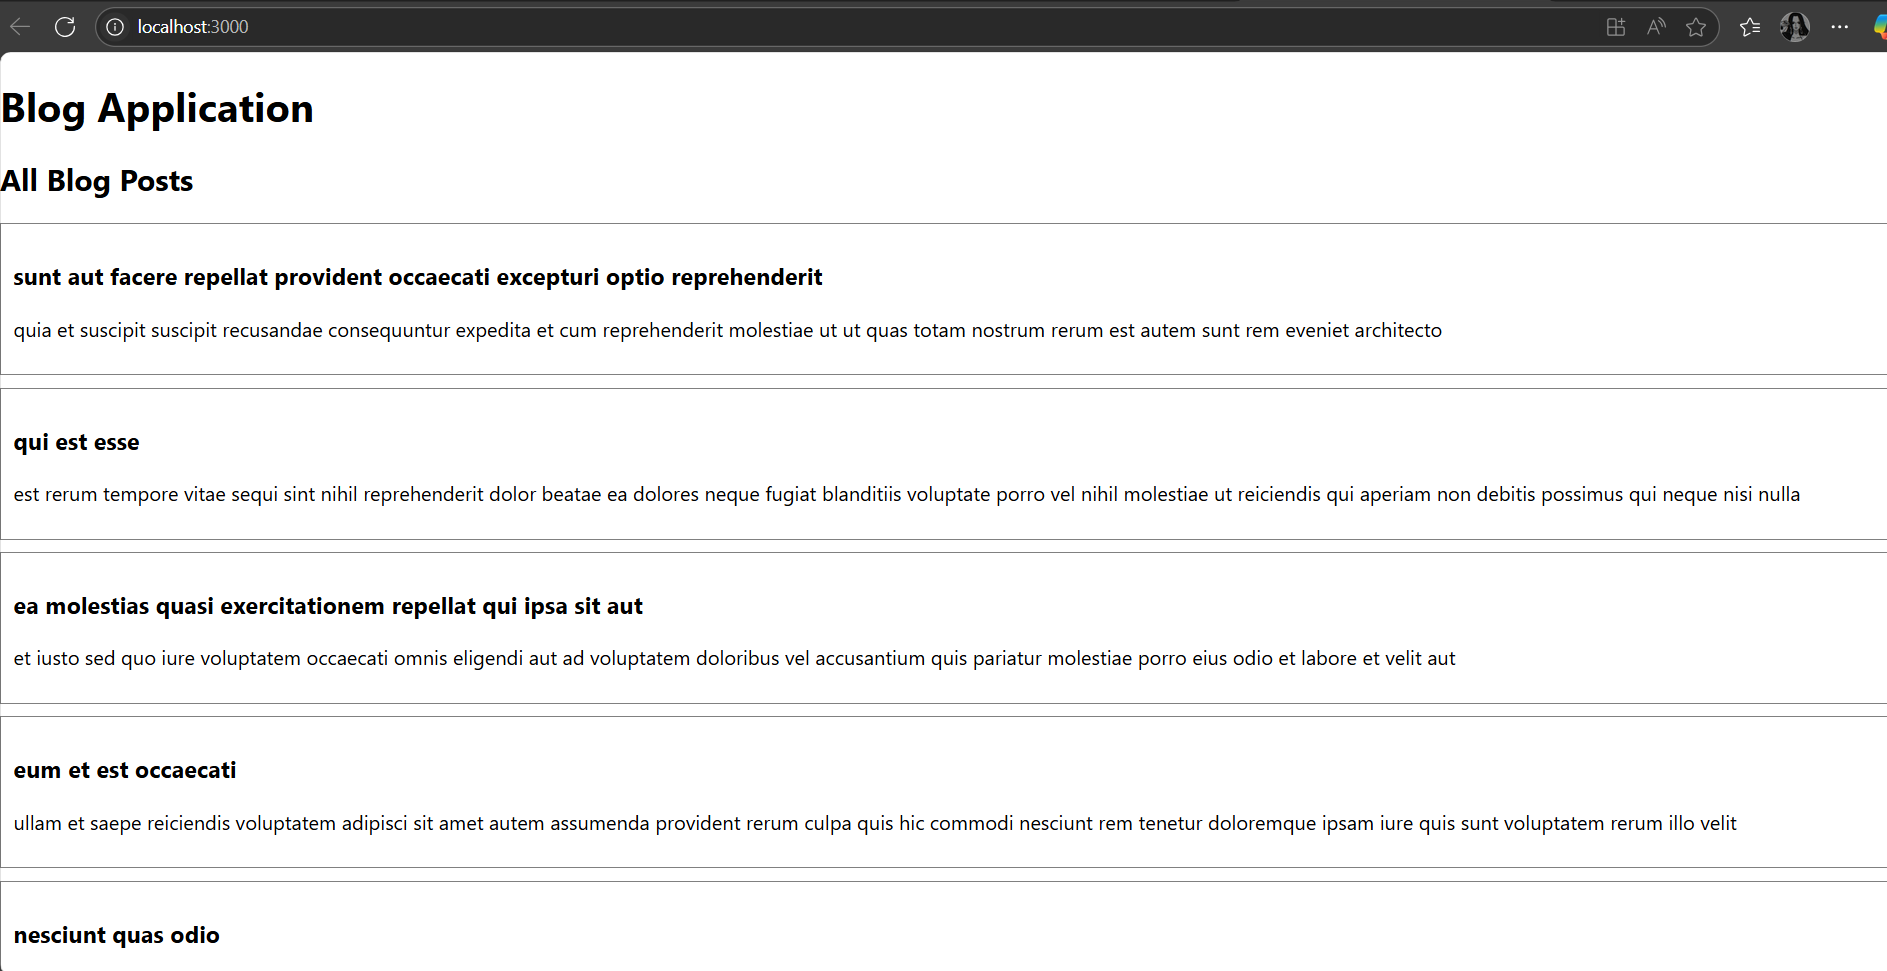 localhost:3000
Blog Application
All Blog Posts
sunt aut facere repellat provident occaecati excepturi optio reprehenderit
quia et suscipit suscipit recusandae consequuntur expedita et cum reprehenderit molestiae ut ut quas totam nostrum rerum est autem sunt rem eveniet architecto
qui est esse
est rerum tempore vitae sequi sint nihil reprehenderit dolor beatae ea dolores neque fugiat blanditiis voluptate porro vel nihil molestiae ut reiciendis qui aperiam non debitis possimus qui neque nisi nulla
ea molestias quasi exercitationem repellat qui ipsa sit aut
et iusto sed quo iure voluptatem occaecati omnis eligendi aut ad voluptatem doloribus vel accusantium quis pariatur molestiae porro eius odio et labore et velit aut
eum et est occaecati
ullam et saepe reiciendis voluptatem adipisci sit amet autem assumenda provident rerum culpa quis hic commodi nesciunt rem tenetur doloremque ipsam iure quis sunt voluptatem rerum illo velit
nesciunt quas odio